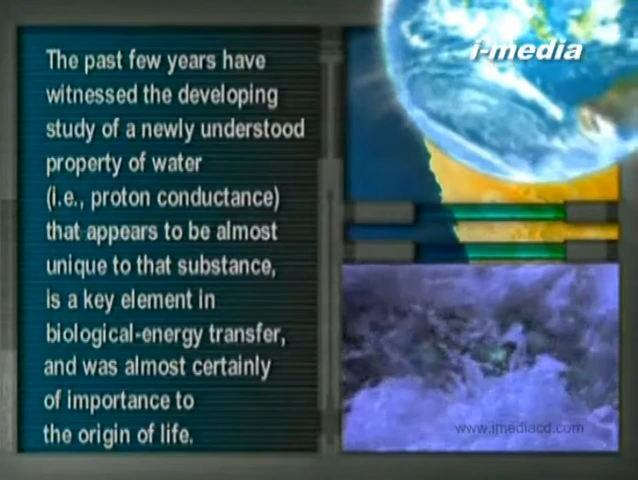 The past few years have
witnessed the developing
study of a newly understood
property of water
(i.e., proton conductance)
that appears to be almost
unique to that substance,
is a key element in
biological-energy transfer,
and was almost certainly
of importance to
the origin of life.
i-media
www.imediacd.com